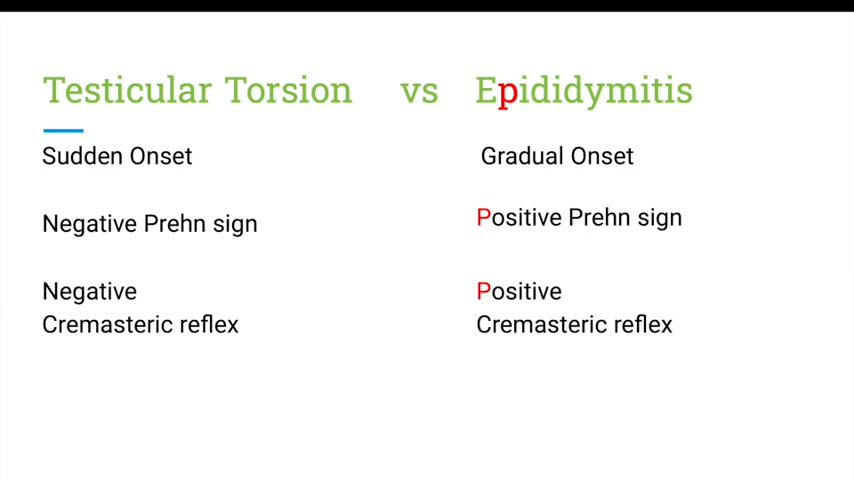 Testicular Torsion vs Epididymitis
Sudden Onset
Gradual Onset
Negative Prehn sign
Positive Prehn sign
Negative
Cremasteric reflex
Positive
Cremasteric reflex